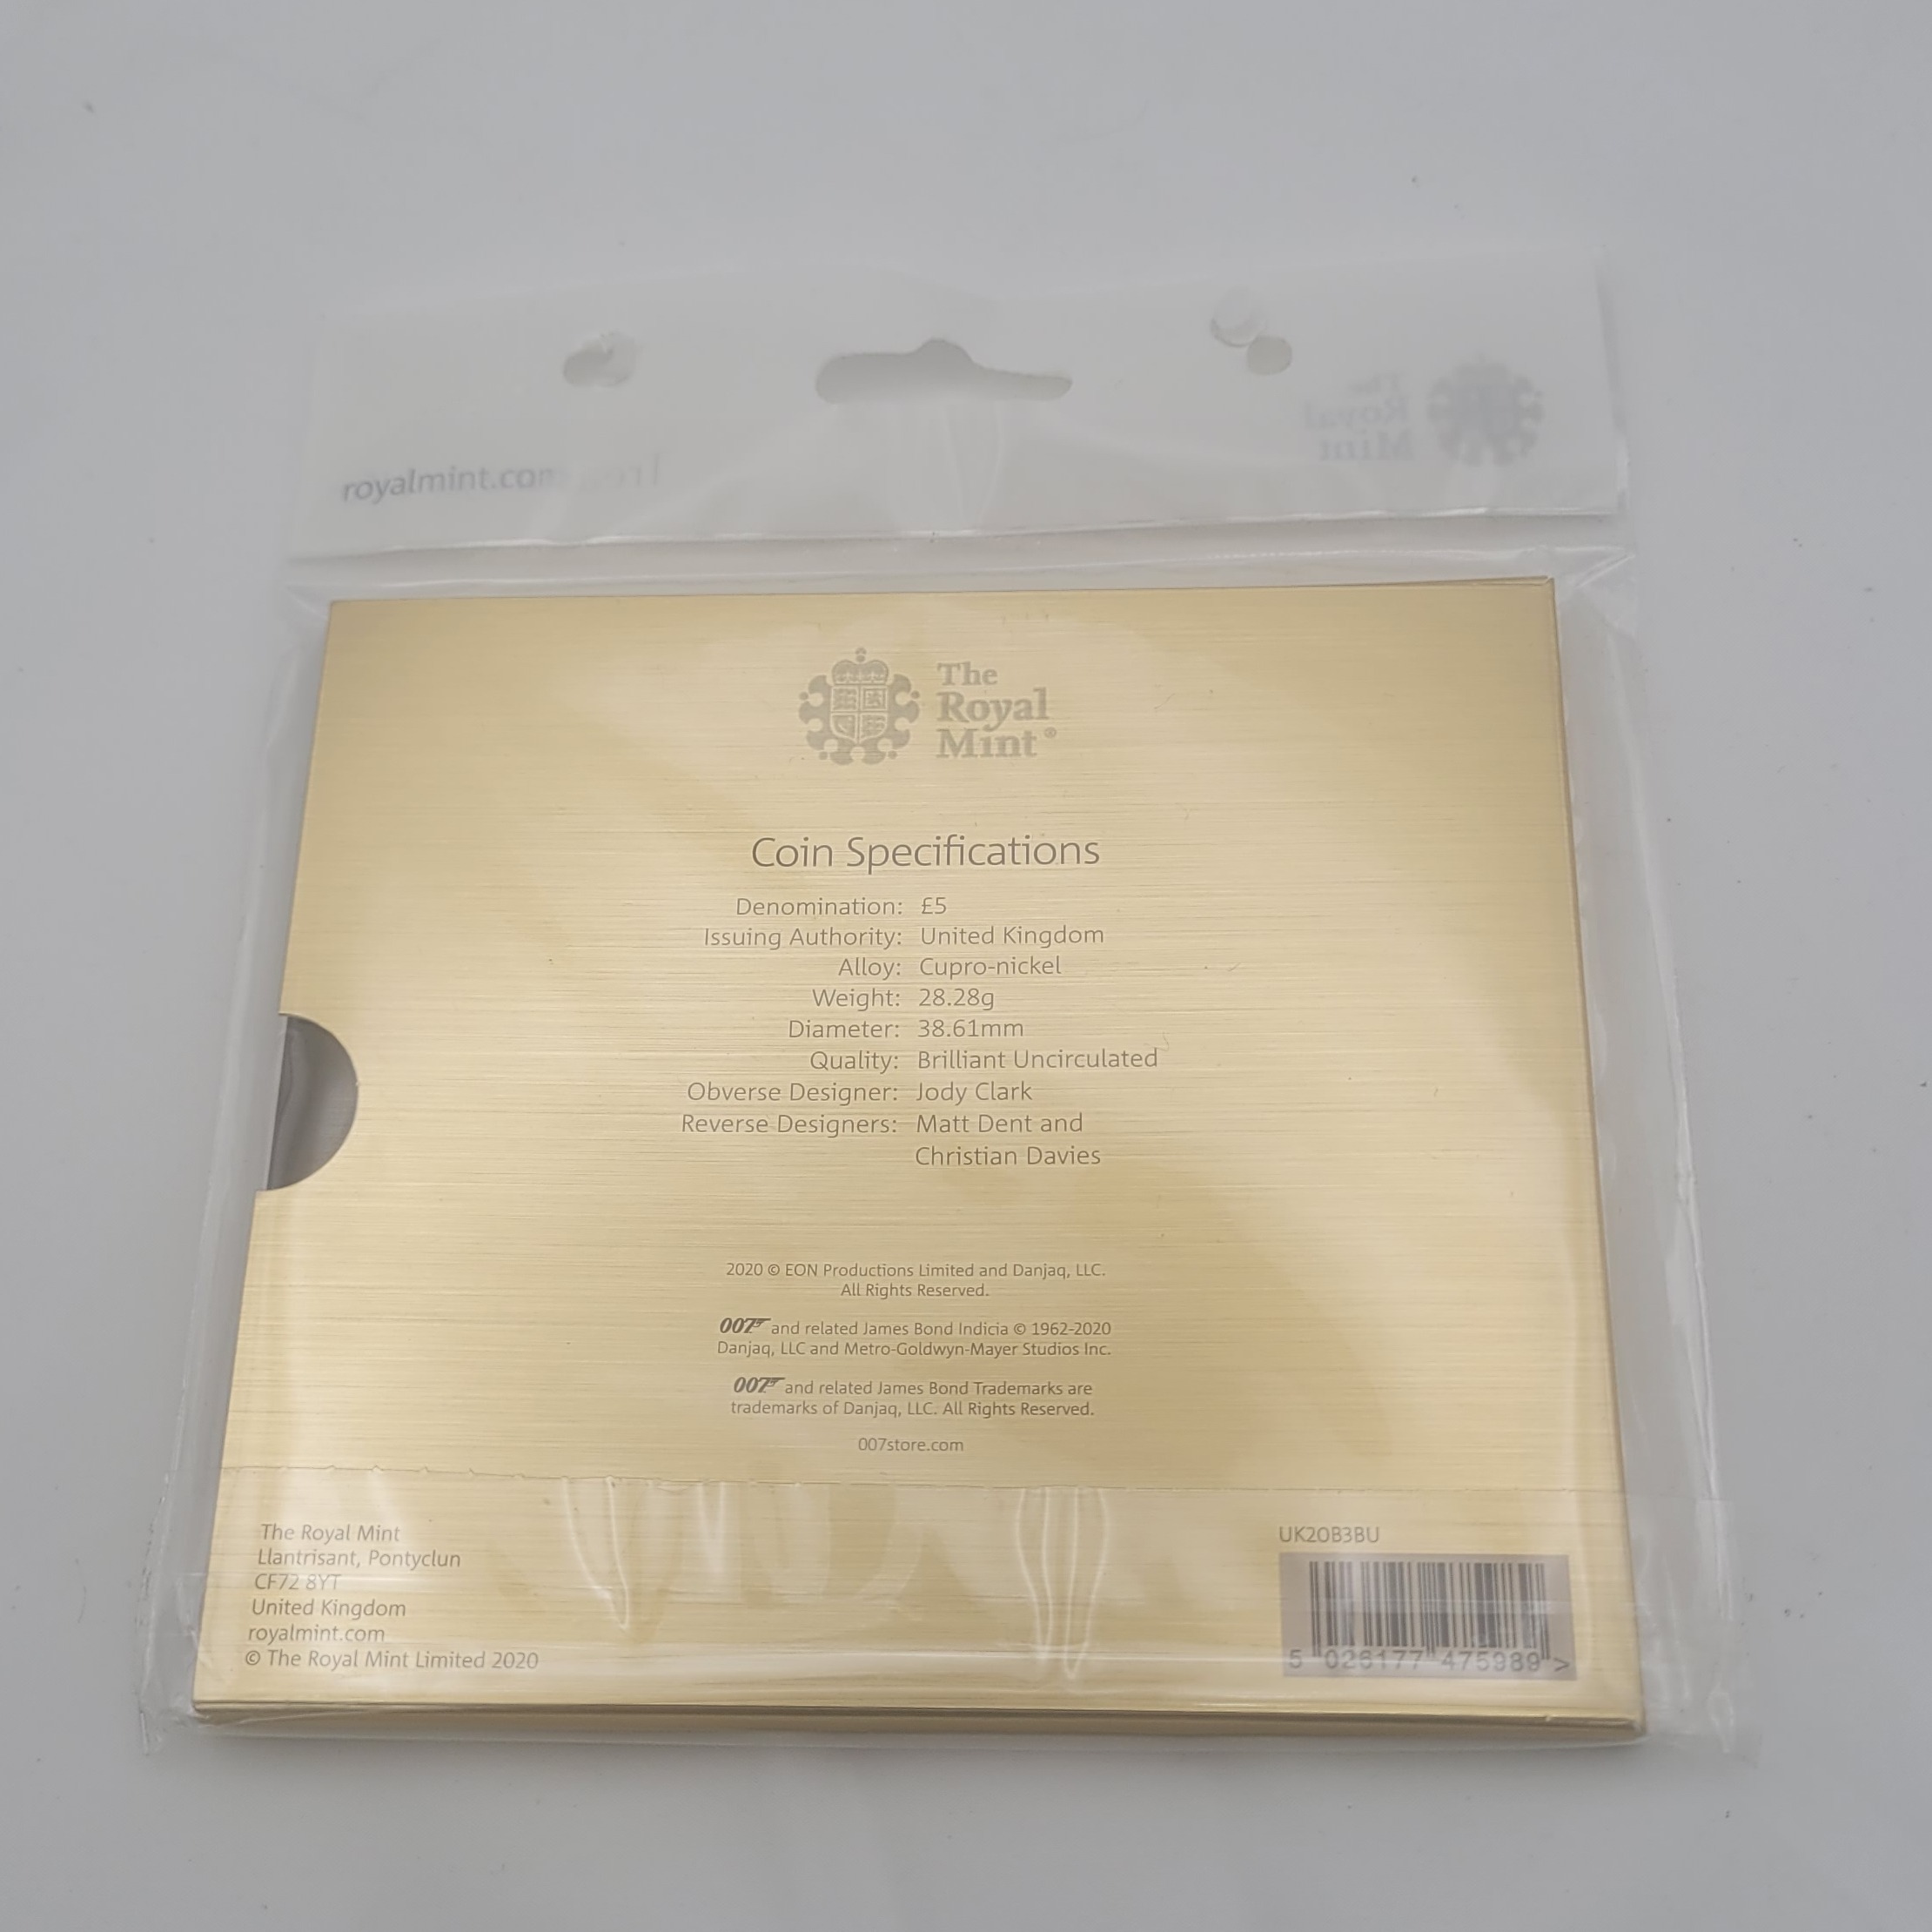 royalmint.com
The
Royal
Mint
The
Royal
Mint®
Coin Specifications
Denomination: £5
Issuing Authority: United Kingdom
Alloy: Cupro-nickel
Weight: 28.28g
Diameter: 38.61mm
Quality: Brilliant Uncirculated
Obverse Designer: Jody Clark
Reverse Designers: Matt Dent and
Christian Davies
2020 © EON Productions Limited and Danjaq, LLC.
All Rights Reserved.
007 and related James Bond Indicia © 1962-2020
Danjaq, LLC and Metro-Goldwyn-Mayer Studios Inc.
007 and related James Bond Trademarks are
trademarks of Danjaq, LLC. All Rights Reserved.
007store.com
The Royal Mint
Llantrisant, Pontyclun
CF72 8YT
United Kingdom
royalmint.com
© The Royal Mint Limited 2020
UK20B3BU
5 026177 475989 >